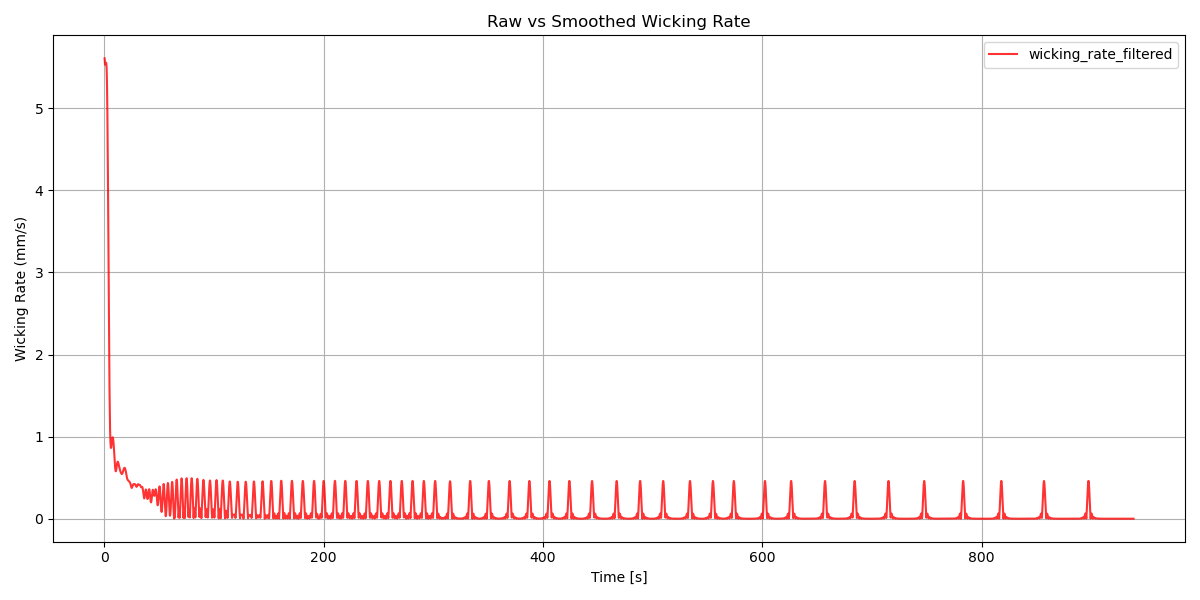 Raw vs Smoothed Wicking Rate
wicking_rate_filtered
Wicking Rate (mm/s)
5
4
3
2
1
0
0 200 400 600 800
Time [s]